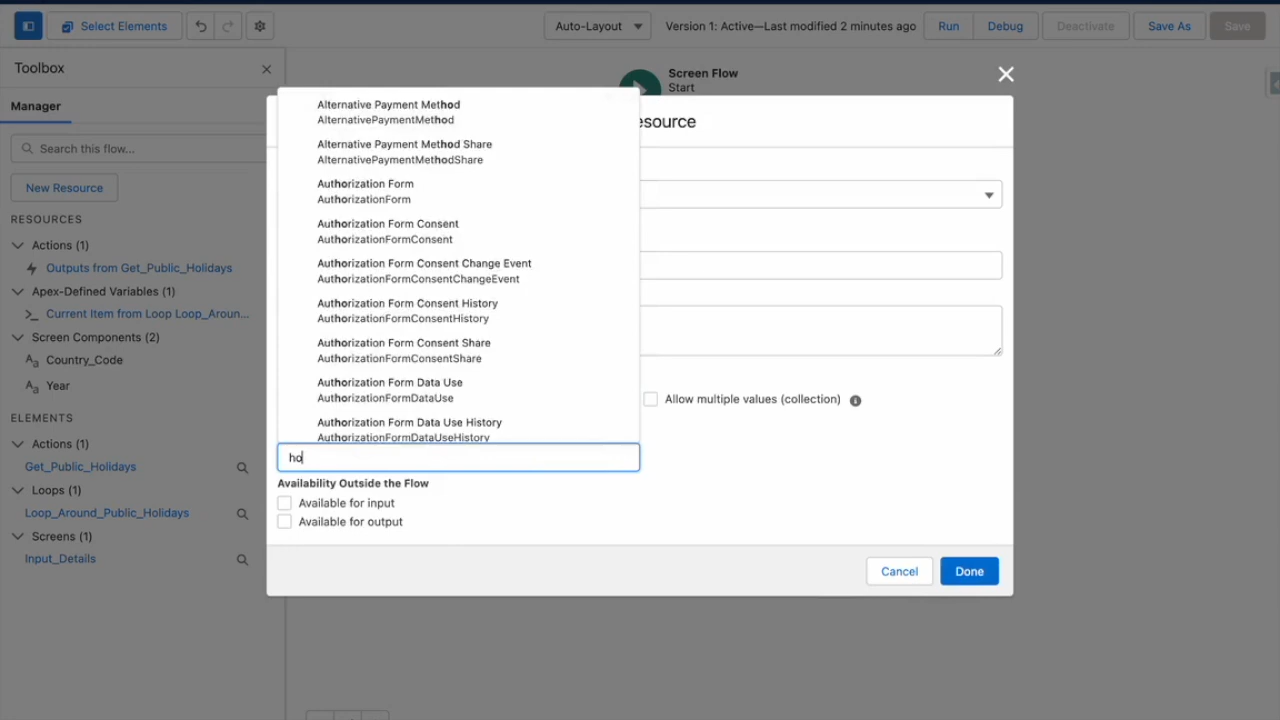 Select Elements
Auto-Layout
Version 1: Active—Last modified 2 minutes ago
Run
Debug
Deactivate
Save As
Save
Toolbox
Manager
Search this flow...
New Resource
RESOURCES
Actions (1)
Outputs from Get_Public_Holidays
Apex-Defined Variables (1)
Current Item from Loop Loop_Aroun...
Screen Components (2)
Country_Code
Year
ELEMENTS
Actions (1)
Get_Public_Holidays
Loops (1)
Loop_Around_Public_Holidays
Screens (1)
Input_Details
Screen Flow
Start
esource
Alternative Payment Method
AlternativePaymentMethod
Alternative Payment Method Share
AlternativePaymentMethodShare
Authorization Form
AuthorizationForm
Authorization Form Consent
AuthorizationFormConsent
Authorization Form Consent Change Event
AuthorizationFormConsentChangeEvent
Authorization Form Consent History
AuthorizationFormConsentHistory
Authorization Form Consent Share
AuthorizationFormConsentShare
Authorization Form Data Use
AuthorizationFormDataUse
Authorization Form Data Use History
AuthorizationFormDataUseHistory
Allow multiple values (collection)
ho
Availability Outside the Flow
Available for input
Available for output
Cancel
Done